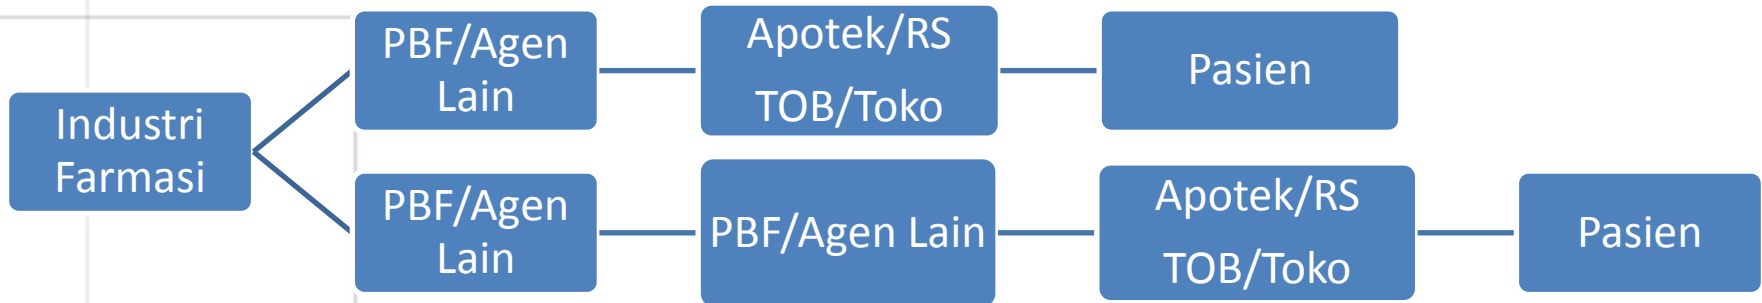 Industri
Farmasi
PBF/Agen
Lain
Apotek/RS
TOB/Toko
Pasien
PBF/Agen
Lain
PBF/Agen Lain
Apotek/RS
TOB/Toko
Pasien